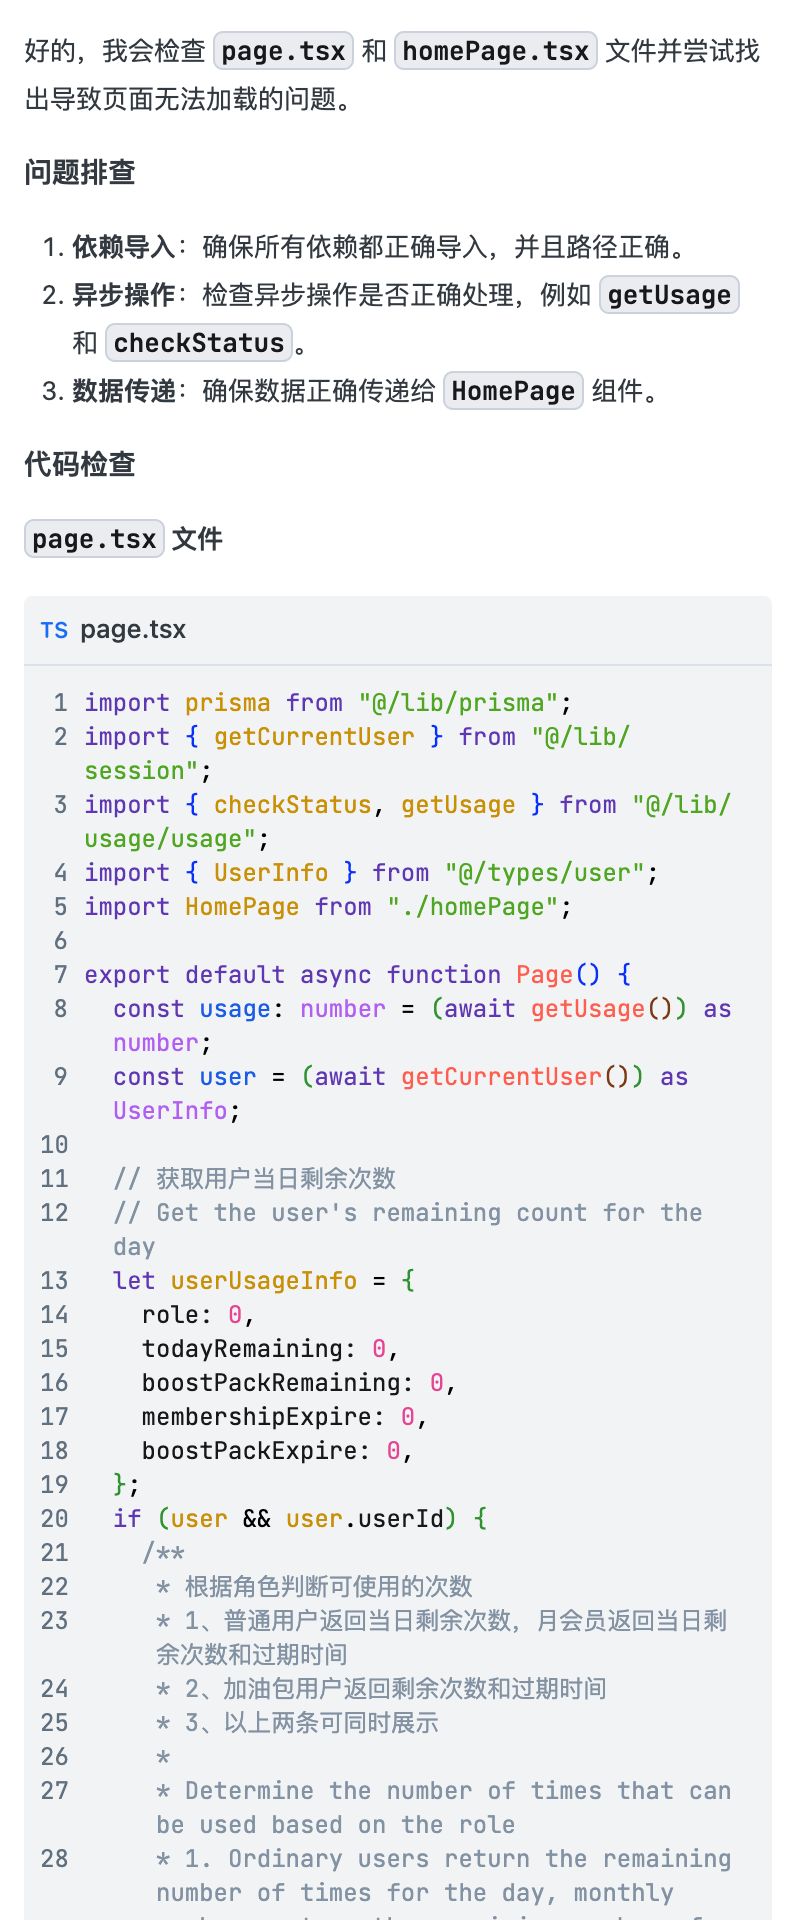 好的，我会检查 page.tsx 和 homePage.tsx 文件并尝试找
出导致页面无法加载的问题。
问题排查
1. 依赖导入：确保所有依赖都正确导入，并且路径正确。
2. 异步操作：检查异步操作是否正确处理，例如 getUsage
和 checkStatus。
3. 数据传递：确保数据正确传递给 HomePage 组件。
代码检查
page.tsx 文件
TS page.tsx
1 import prisma from "@/lib/prisma";
2 import { getCurrentUser } from "@/lib/
session";
3 import { checkStatus, getUsage } from "@/lib/
usage/usage";
4 import { UserInfo } from "@/types/user";
5 import HomePage from "./homePage";
6
7 export default async function Page() {
8 const usage: number = (await getUsage()) as
number;
9 const user = (await getCurrentUser()) as
UserInfo;
10
11 // 获取用户当日剩余次数
12 // Get the user's remaining count for the
day
13 let userUsageInfo = {
14 role: 0,
15 todayRemaining: 0,
16 boostPackRemaining: 0,
17 membershipExpire: 0,
18 boostPackExpire: 0,
19 };
20 if (user && user.userId) {
21 /**
22 * 根据角色判断可使用的次数
23 * 1、普通用户返回当日剩余次数，月会员返回当日剩
余次数和过期时间
24 * 2、加油包用户返回剩余次数和过期时间
25 * 3、以上两条可同时展示
26 *
27 * Determine the number of times that can
be used based on the role
28 * 1. Ordinary users return the remaining
number of times for the day, monthly